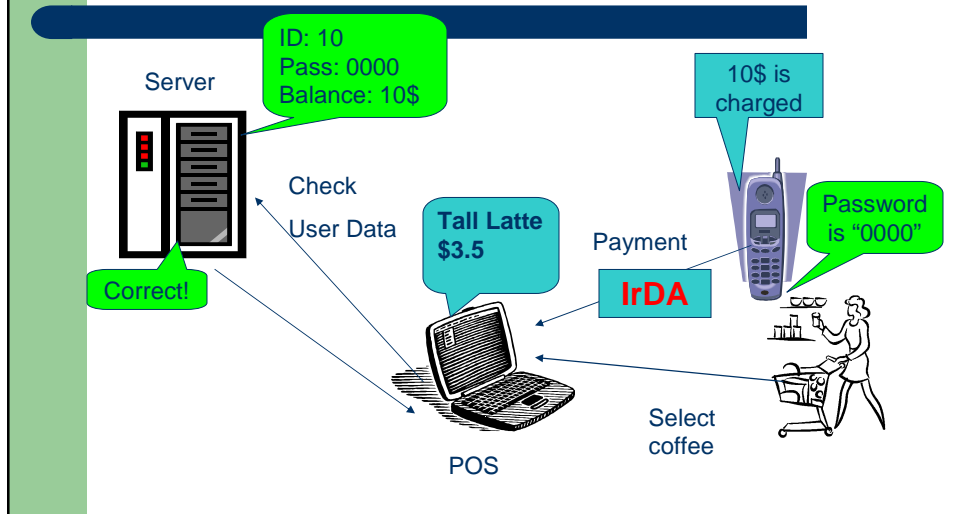 ID: 10
Pass: 0000
Balance: 10$
Server
10$ is
charged
Check
User Data
Tall Latte
$3.5
Payment
Password
is “0000”
IrDA
Correct!
Select
coffee
POS